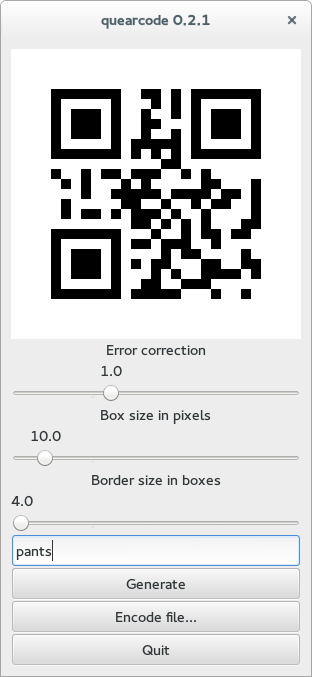 quearcode 0.2.1
Error correction
1.0
Box size in pixels
10.0
Border size in boxes
4.0
pants
Generate
Encode file...
Quit